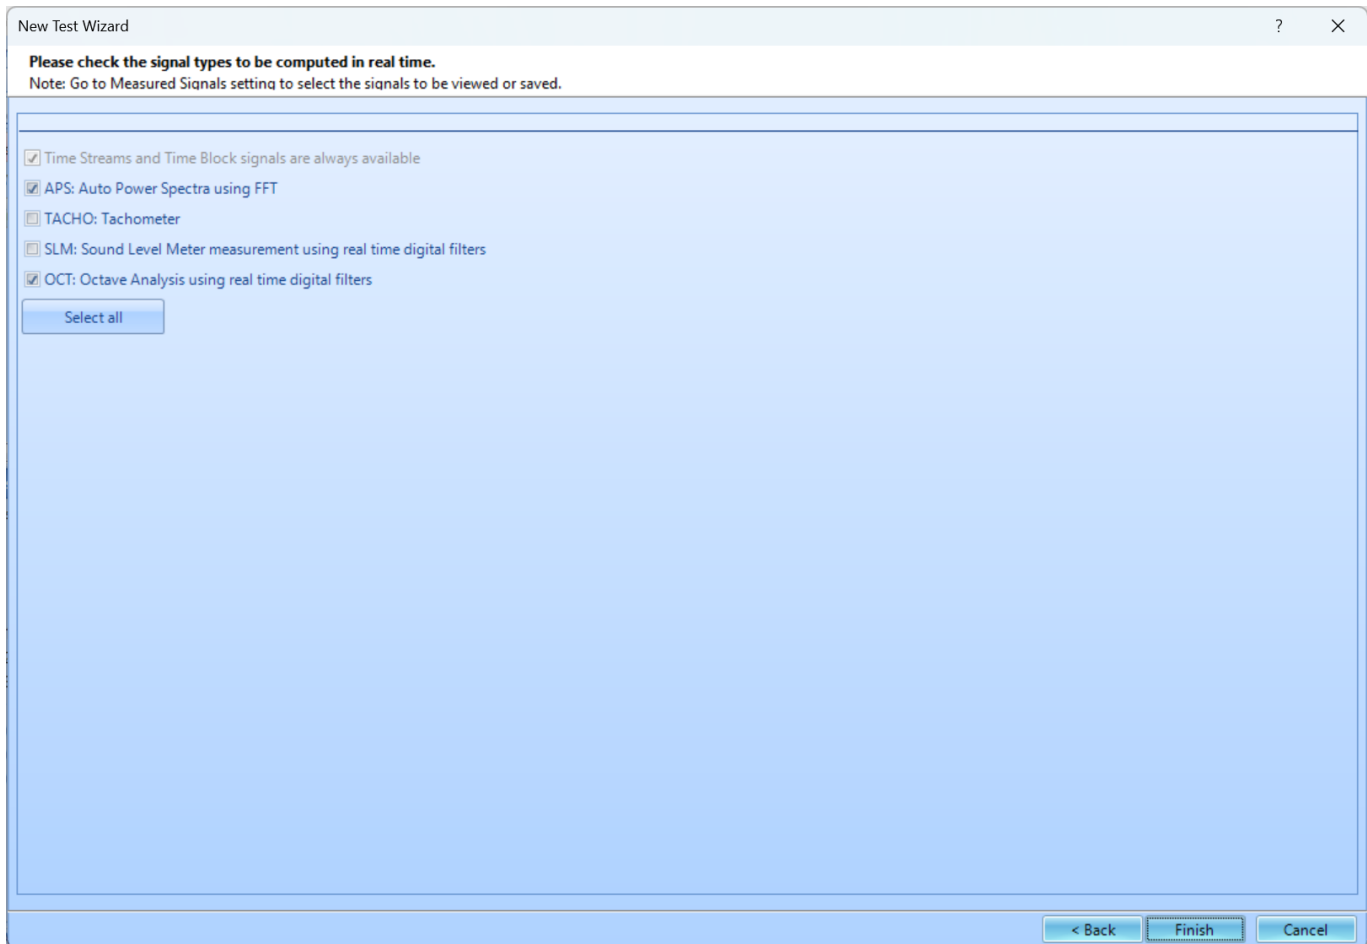 New Test Wizard
?
Please check the signal types to be computed in real time.
Note: Go to Measured Signals setting to select the signals to be viewed or saved.
Time Streams and Time Block signals are always available
APS: Auto Power Spectra using FFT
TACHO: Tachometer
SLM: Sound Level Meter measurement using real time digital filters
OCT: Octave Analysis using real time digital filters
Select all
< Back
Finish
Cancel